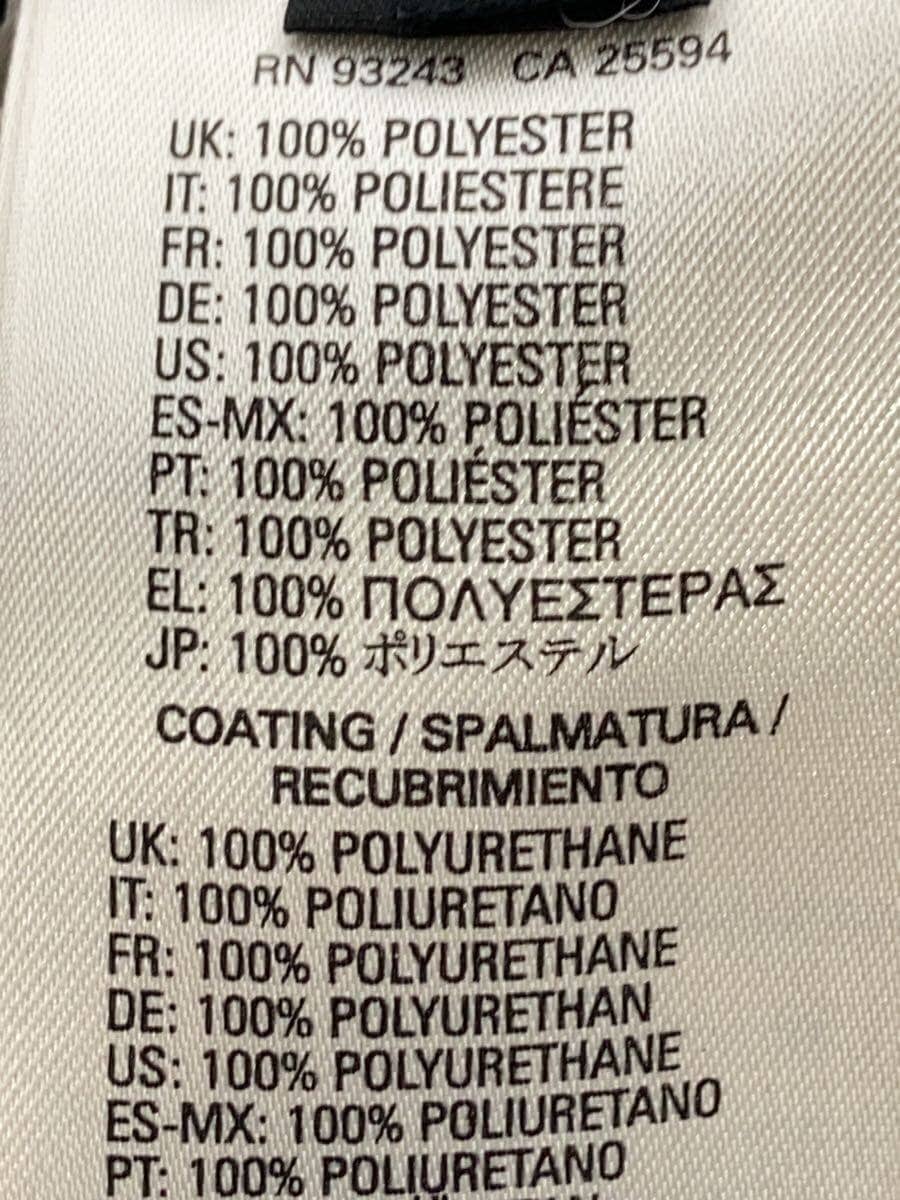 RN 93243 CA 25594
UK: 100% POLYESTER
IT: 100% POLIESTERE
FR: 100% POLYESTER
DE: 100% POLYESTER
US: 100% POLYESTER
ES-MX: 100% POLIÉSTER
PT: 100% POLIÉSTER
TR: 100% POLYESTER
EL: 100% ΠΟΛΥΕΣΤΕΡΑΣ
JP: 100% ポリエステル
COATING / SPALMATURA /
RECUBRIMIENTO
UK: 100% POLYURETHANE
IT: 100% POLIURETANO
FR: 100% POLYURETHANE
DE: 100% POLYURETHAN
US: 100% POLYURETHANE
ES-MX: 100% POLIURETANO
PT: 100% POLIURETANO